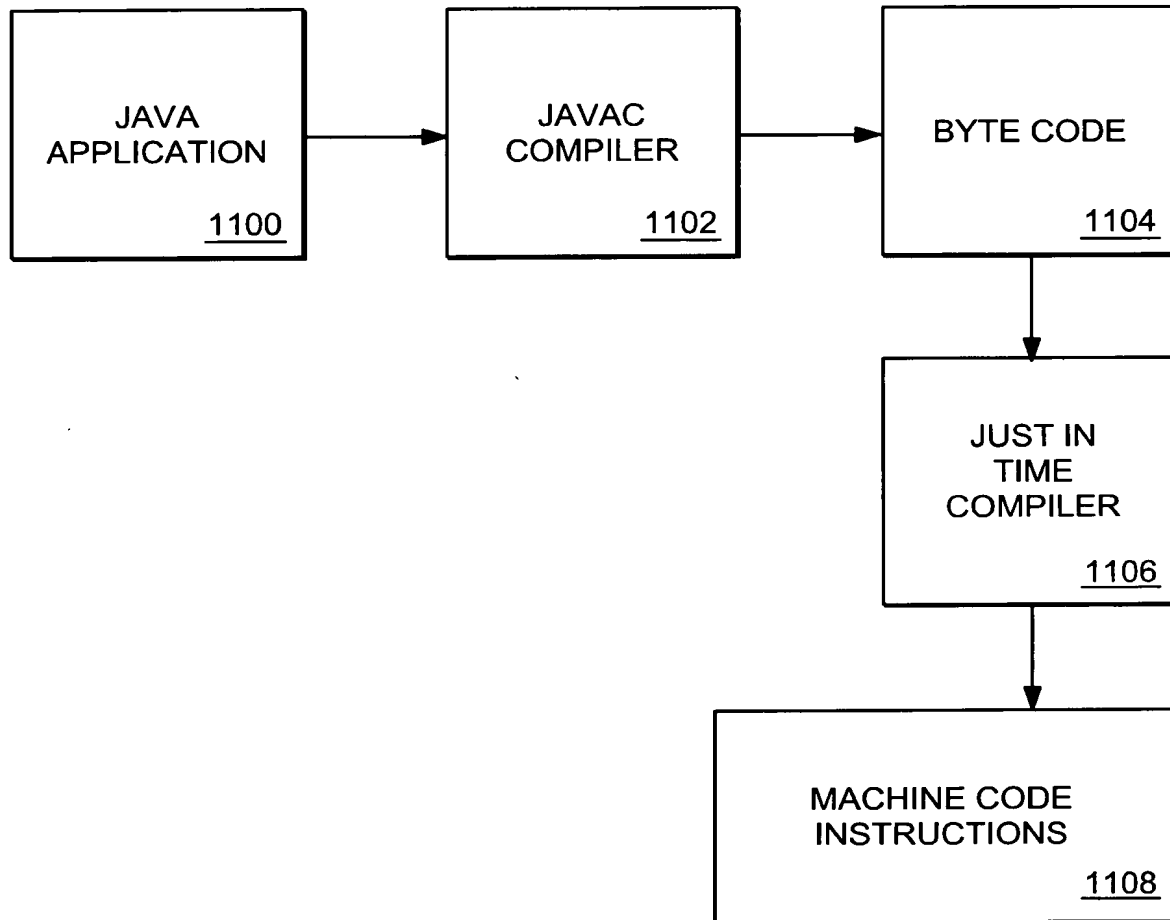 JAVA
APPLICATION
1100
JAVAC
COMPILER
1102
BYTE CODE
1104
JUST IN
TIME
COMPILER
1106
MACHINE CODE
INSTRUCTIONS
1108